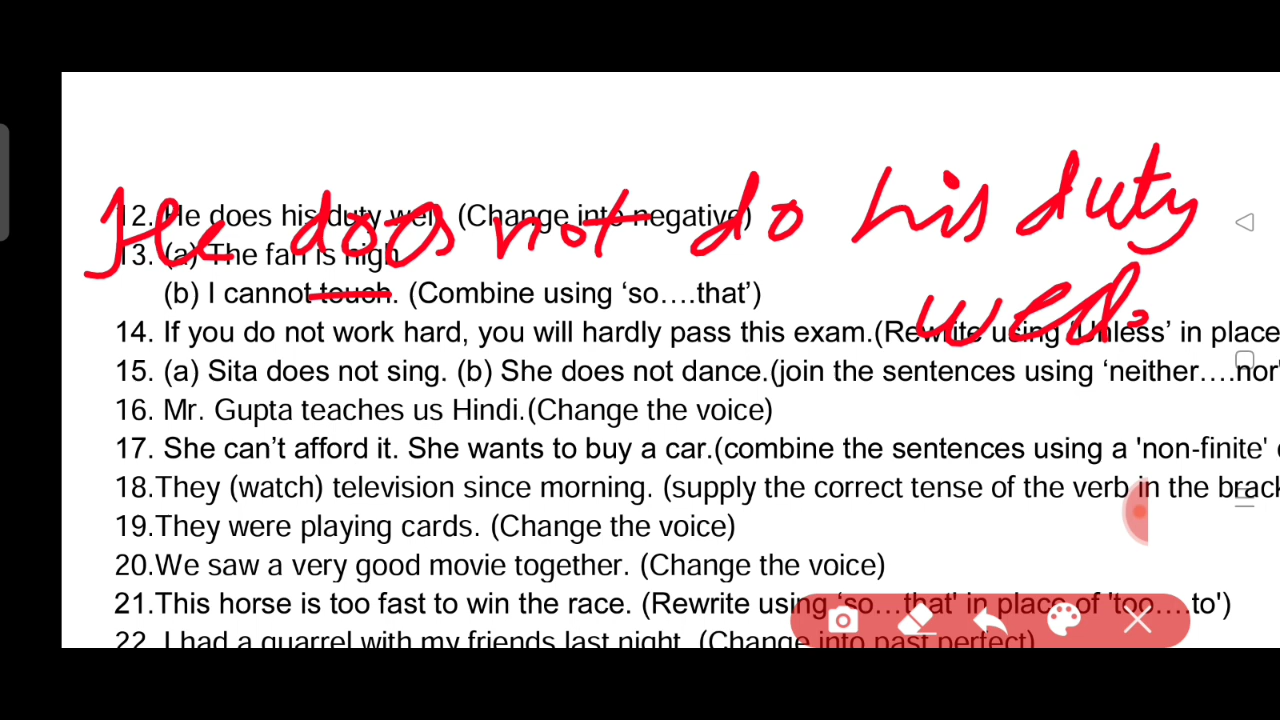 12. He does his duty well. (Change into negative)
He does not do his duty
well.
13. (a) The fan is high
(b) I cannot touch. (Combine using ‘so….that’)
14. If you do not work hard, you will hardly pass this exam.(Rewrite using ‘Unless’ in place
15. (a) Sita does not sing. (b) She does not dance.(join the sentences using ‘neither….nor'
16. Mr. Gupta teaches us Hindi.(Change the voice)
17. She can’t afford it. She wants to buy a car.(combine the sentences using a 'non-finite'
18.They (watch) television since morning. (supply the correct tense of the verb in the brack
19.They were playing cards. (Change the voice)
20.We saw a very good movie together. (Change the voice)
21.This horse is too fast to win the race. (Rewrite using ‘so…that' in place of 'too….to')
22. I had a quarrel with my friends last night. (Change into past perfect)